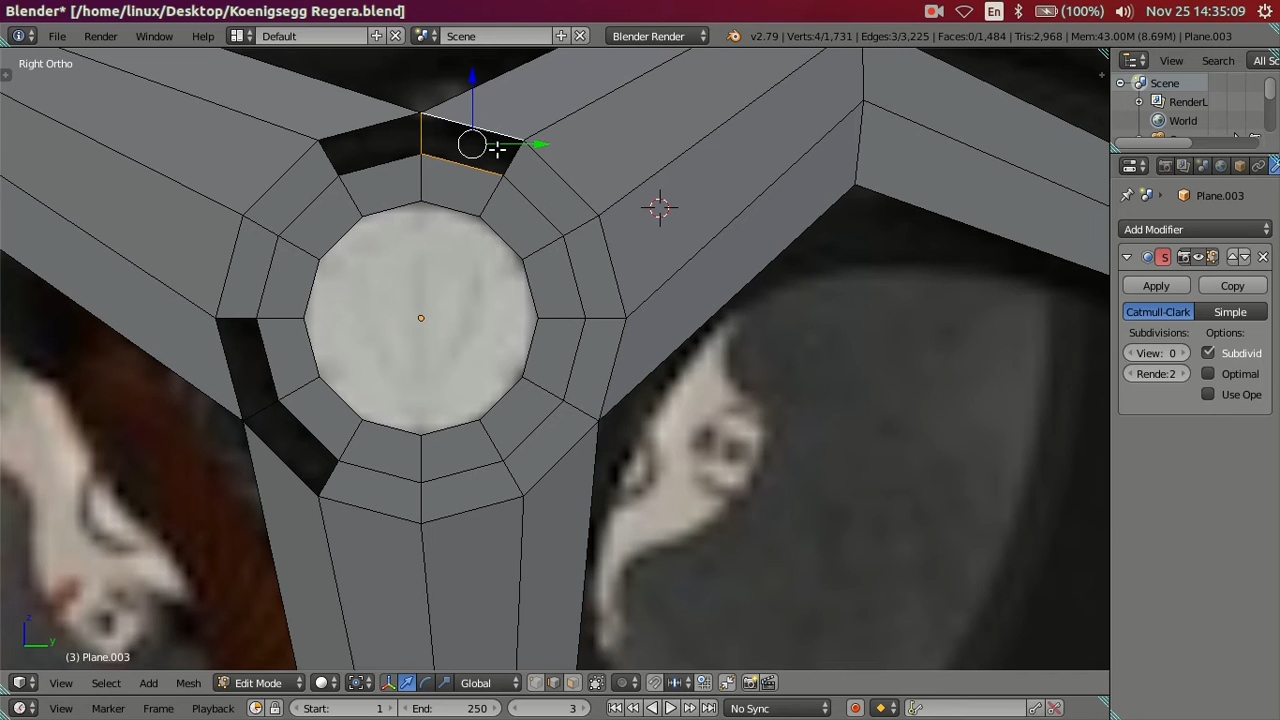 Blender* [/home/linux/Desktop/Koenigsegg Regera.blend]
En (100%) Nov 25 14:35:09
File Render Window Help Default Scene Blender Render v2.79 | Verts:4/1,731 | Edges:3/3,225 | Faces:0/1,484 | Tris:2,968 | Mem:43.00M (8.69M) | Plane.003
Right Ortho
View Search All Sc
Scene
RenderL
World
Plane.003
Add Modifier
S
Apply Copy
Catmull-Clark Simple
Subdivisions: Options:
View: 0 Subdivid
Rende:2 Optimal
Use Ope
z
y
(3) Plane.003
View Select Add Mesh Edit Mode Global
View Marker Frame Playback Start: 1 End: 250 3 No Sync